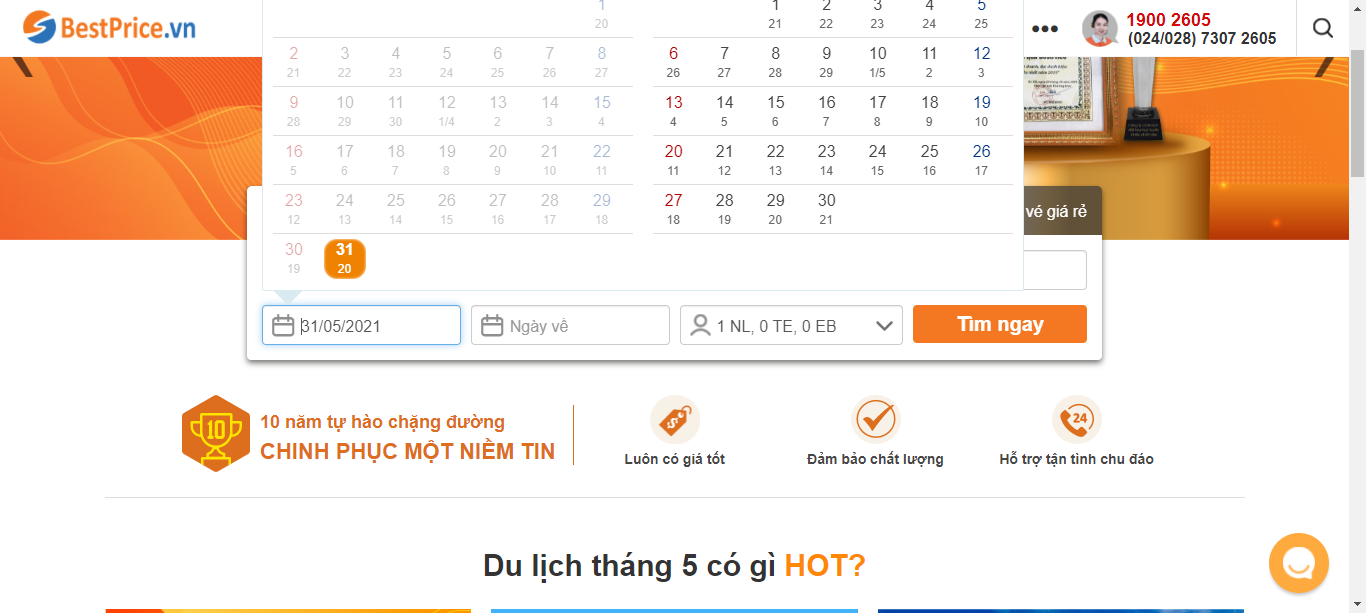 BestPrice.vn
1900 2605
(024/028) 7307 2605
1
20
2 3 4 5 6 7 8
21 22 23 24 25 26 27
9 10 11 12 13 14 15
28 29 30 1/4 2 3 4
16 17 18 19 20 21 22
5 6 7 8 9 10 11
23 24 25 26 27 28 29
12 13 14 15 16 17 18
30 31
19 20
1 2 3 4 5
21 22 23 24 25
6 7 8 9 10 11 12
26 27 28 29 1/5 2 3
13 14 15 16 17 18 19
4 5 6 7 8 9 10
20 21 22 23 24 25 26
11 12 13 14 15 16 17
27 28 29 30
18 19 20 21
vé giá rẻ
31/05/2021
Ngày về
1 NL, 0 TE, 0 EB
Tìm ngay
10
10 năm tự hào chặng đường
CHINH PHỤC MỘT NIỀM TIN
Luôn có giá tốt
Đảm bảo chất lượng
24
Hỗ trợ tận tình chu đáo
Du lịch tháng 5 có gì HOT?